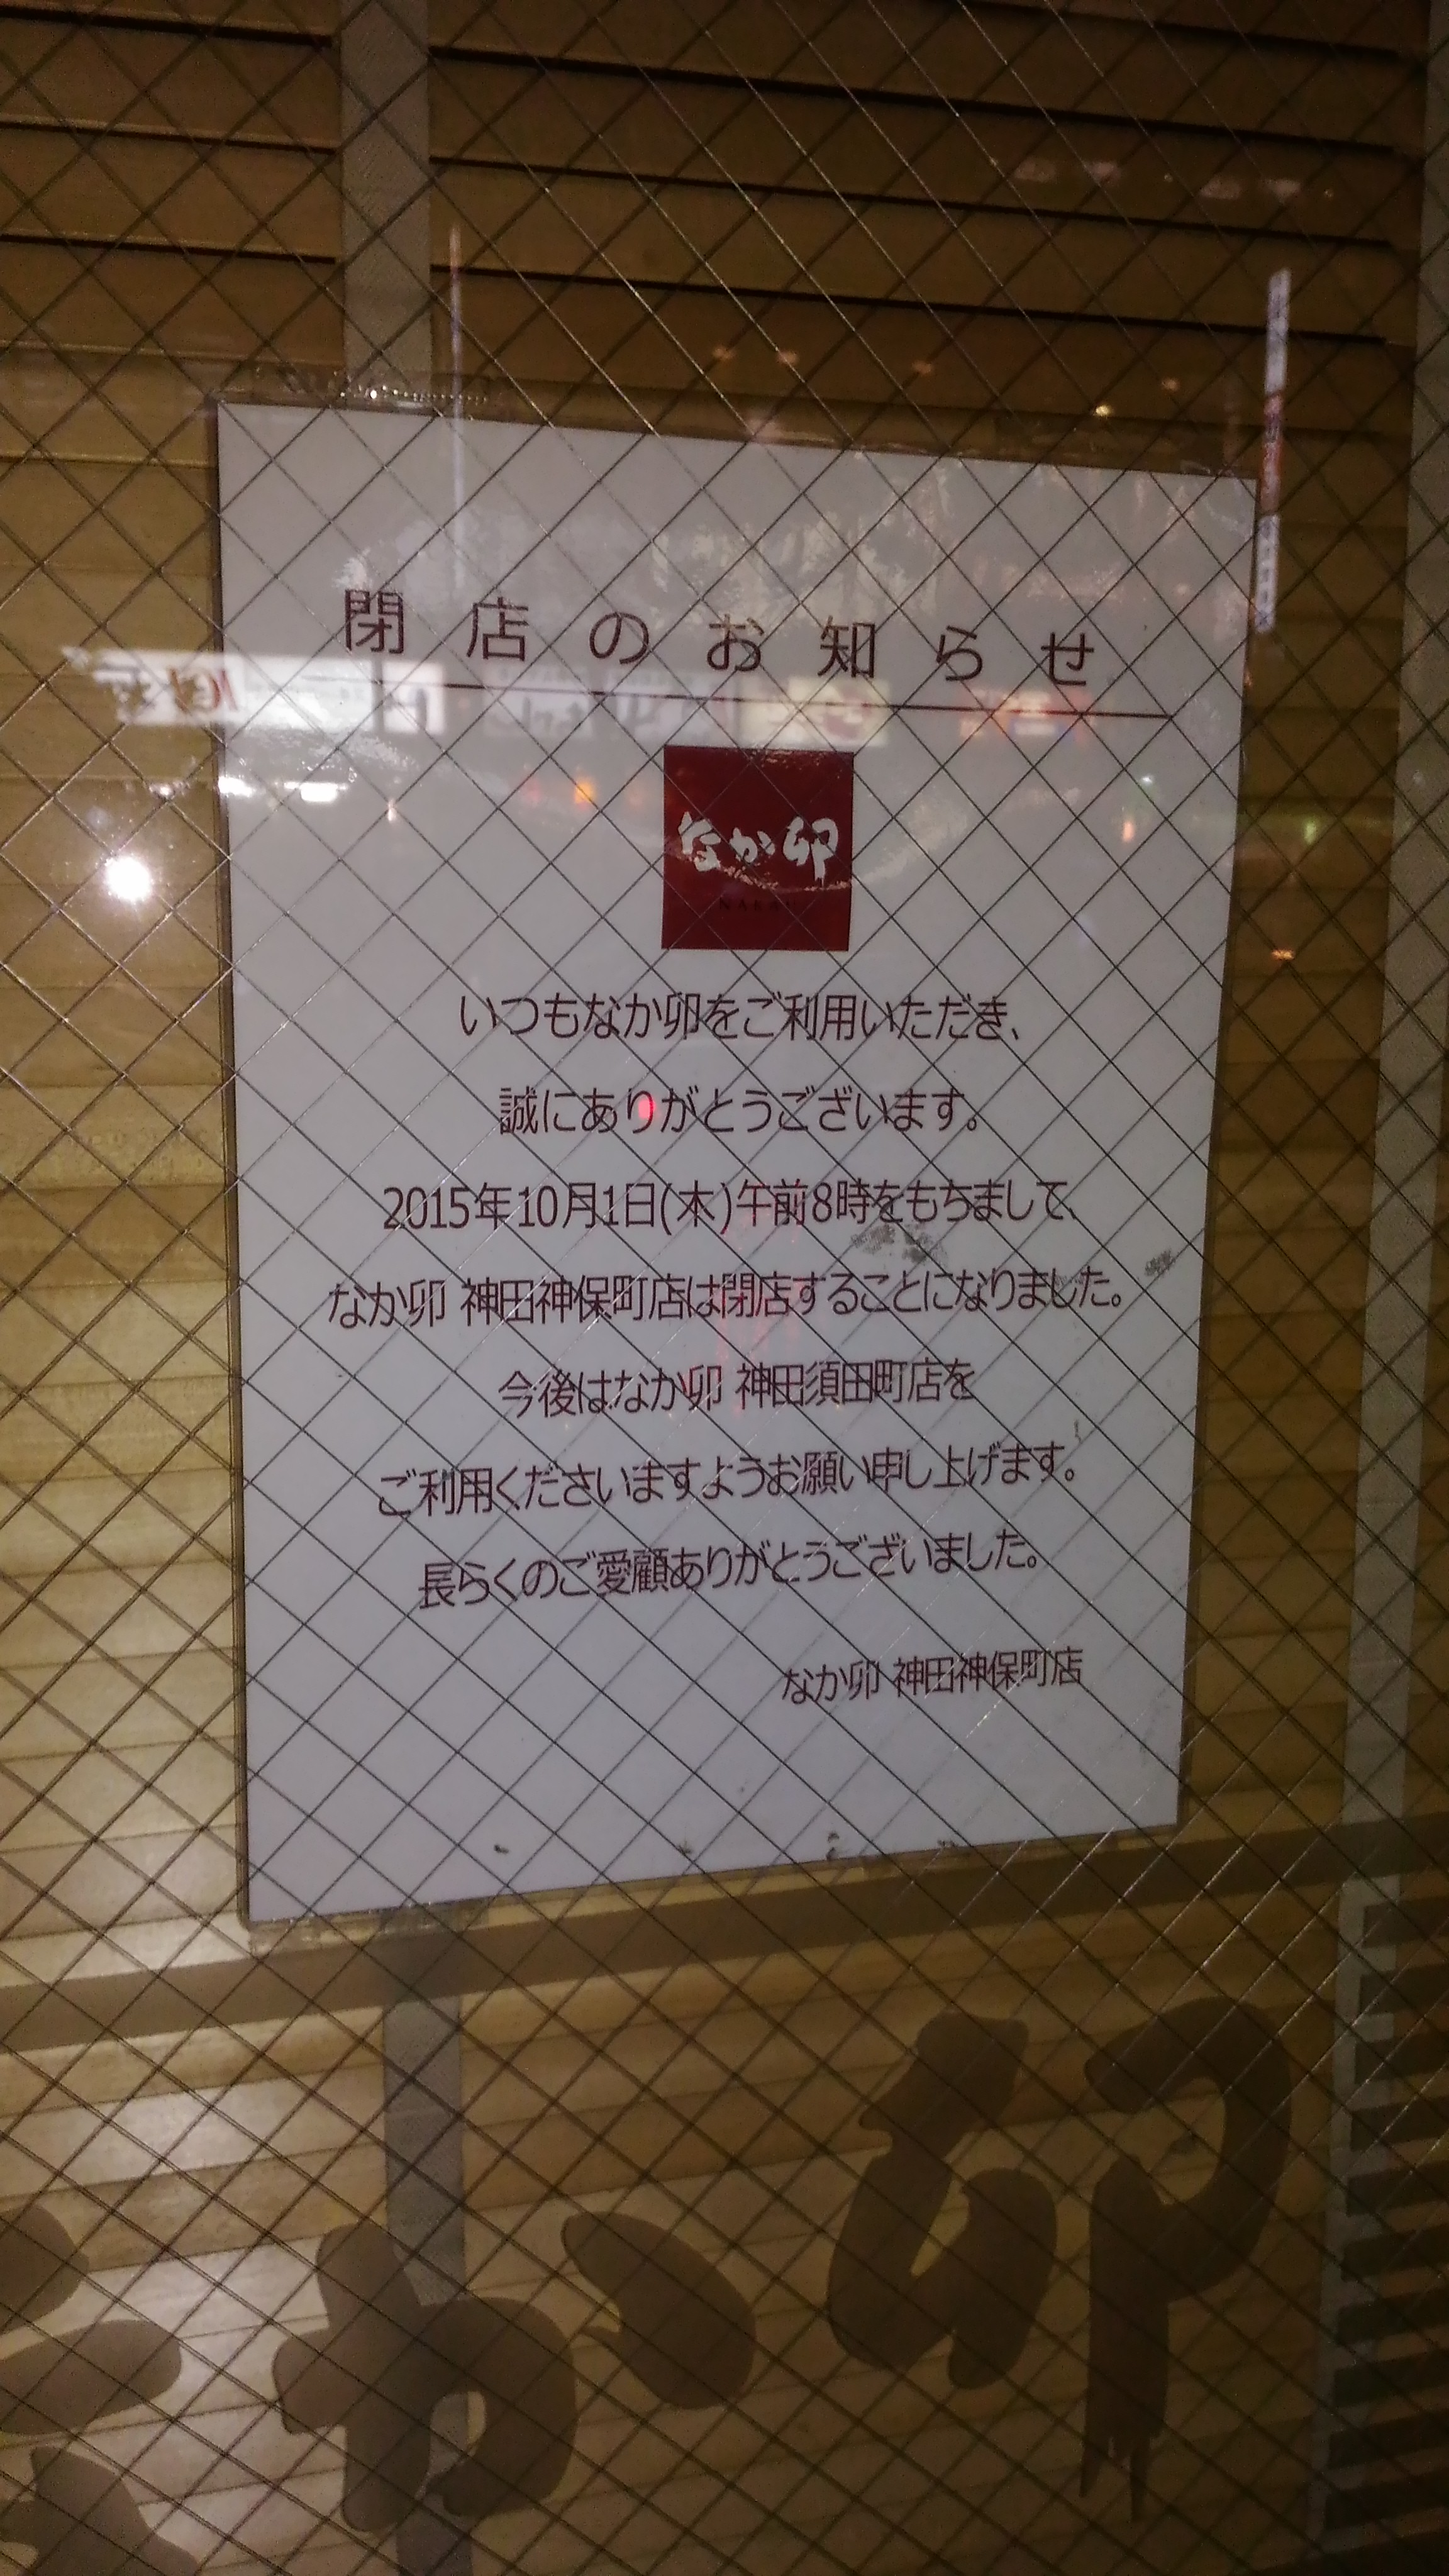 閉店のお知らせ
なか卯
NAKAU
いつもなか卯をご利用いただき、
誠にありがとうございます。
2015年10月1日(木)午前8時をもちまして、
なか卯 神田神保町店は閉店することになりました。
今後はなか卯 神田須田町店を
ご利用くださいますようお願い申し上げます。
長らくのご愛顧ありがとうございました。
なか卯 神田神保町店
なか卯